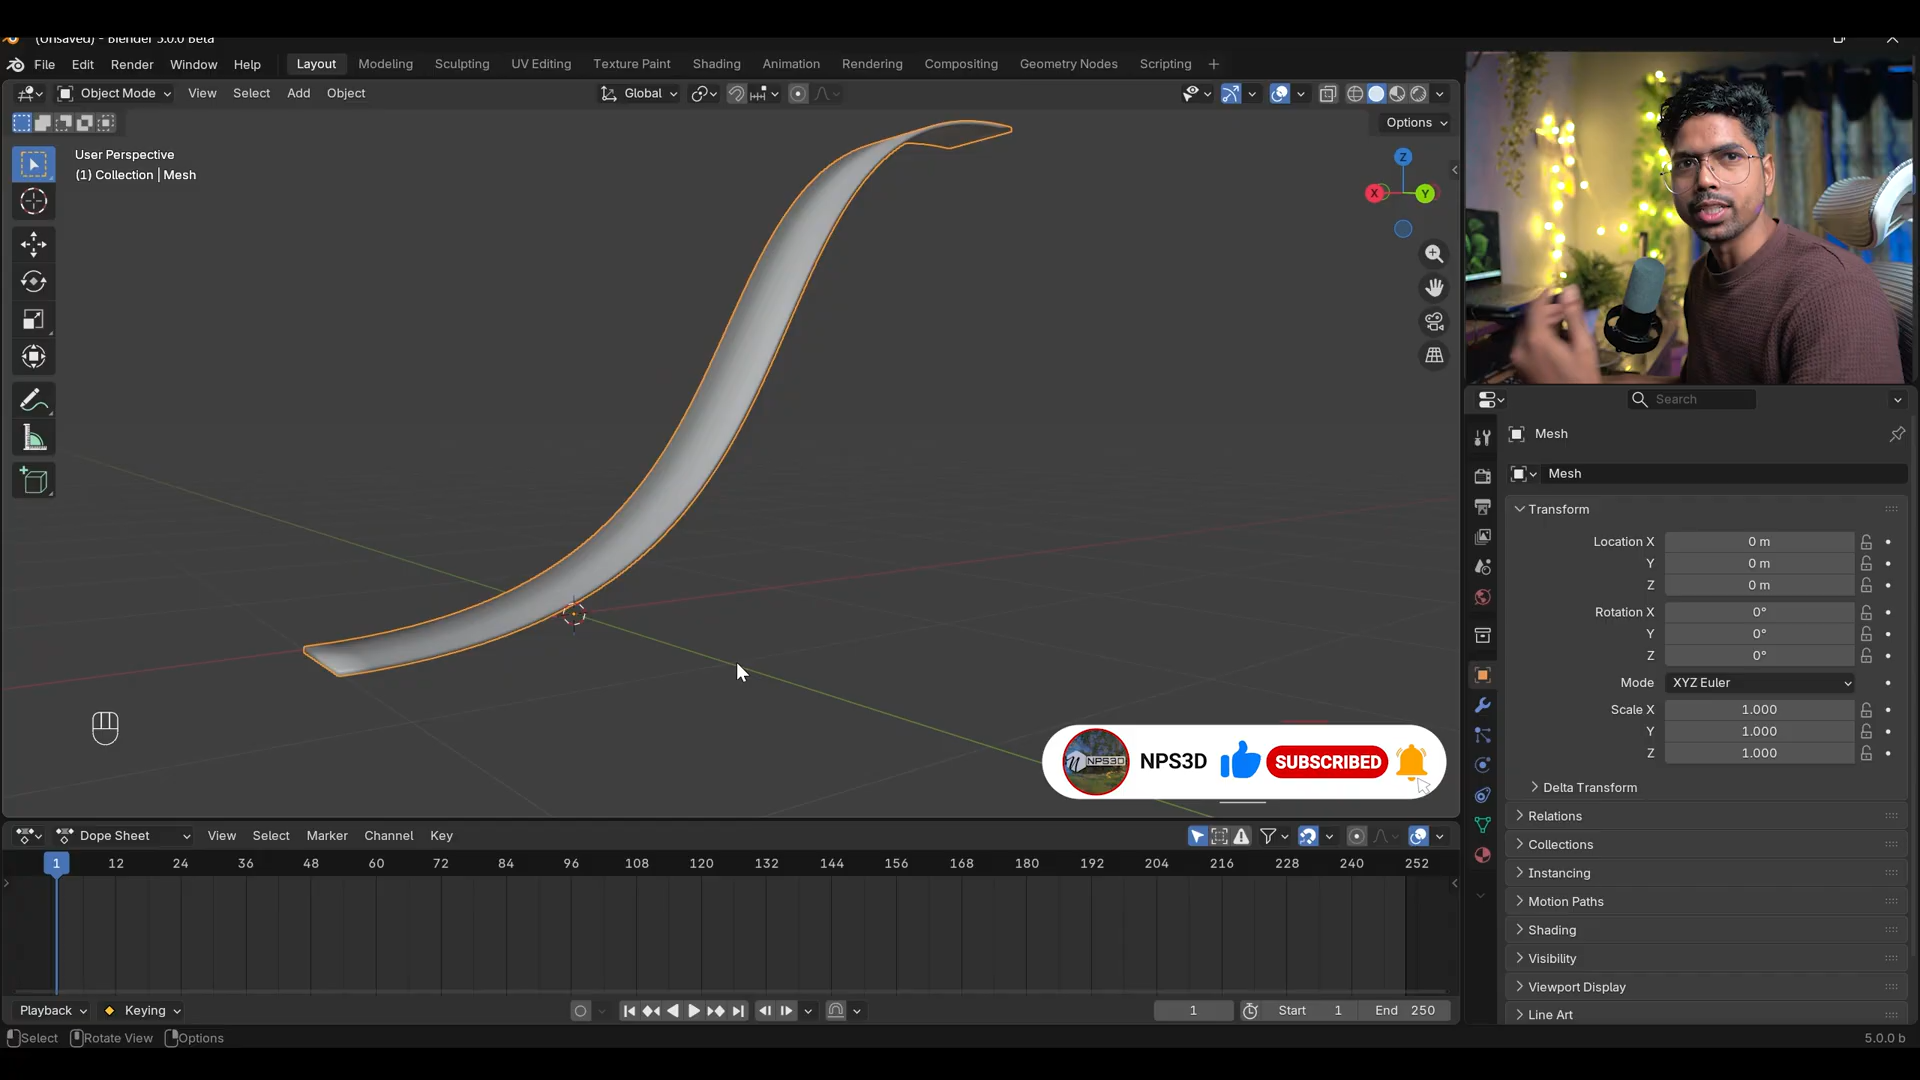 (Unsaved) - Blender 5.0.0 Beta
File Edit Render Window Help Layout Modeling Sculpting UV Editing Texture Paint Shading Animation Rendering Compositing Geometry Nodes Scripting +
Object Mode View Select Add Object Global
Options
User Perspective
(1) Collection | Mesh
Z
X
Y
Search
Mesh
Mesh
Transform
Location X 0 m
Y 0 m
Z 0 m
Rotation X 0°
Y 0°
Z 0°
Mode XYZ Euler
Scale X 1.000
Y 1.000
Z 1.000
Delta Transform
Relations
Collections
Instancing
Motion Paths
Shading
Visibility
Viewport Display
Line Art
NPS3D NPS3D SUBSCRIBED
Dope Sheet View Select Marker Channel Key
1 12 24 36 48 60 72 84 96 108 120 132 144 156 168 180 192 204 216 228 240 252
Playback Keying 1 Start 1 End 250
Select Rotate View Options 5.0.0 b